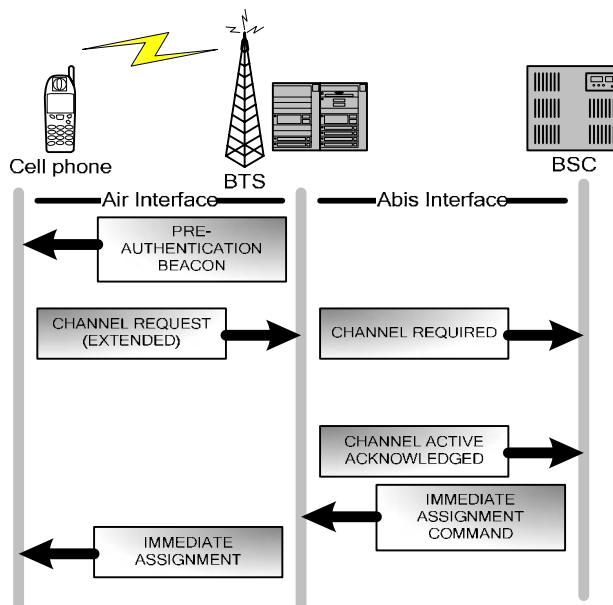 Cell phone
BTS
BSC
Air Interface
Abis Interface
PRE-
AUTHENTICATION
BEACON
CHANNEL REQUEST
(EXTENDED)
CHANNEL REQUIRED
CHANNEL ACTIVE
ACKNOWLEDGED
IMMEDIATE
ASSIGNMENT
COMMAND
IMMEDIATE
ASSIGNMENT